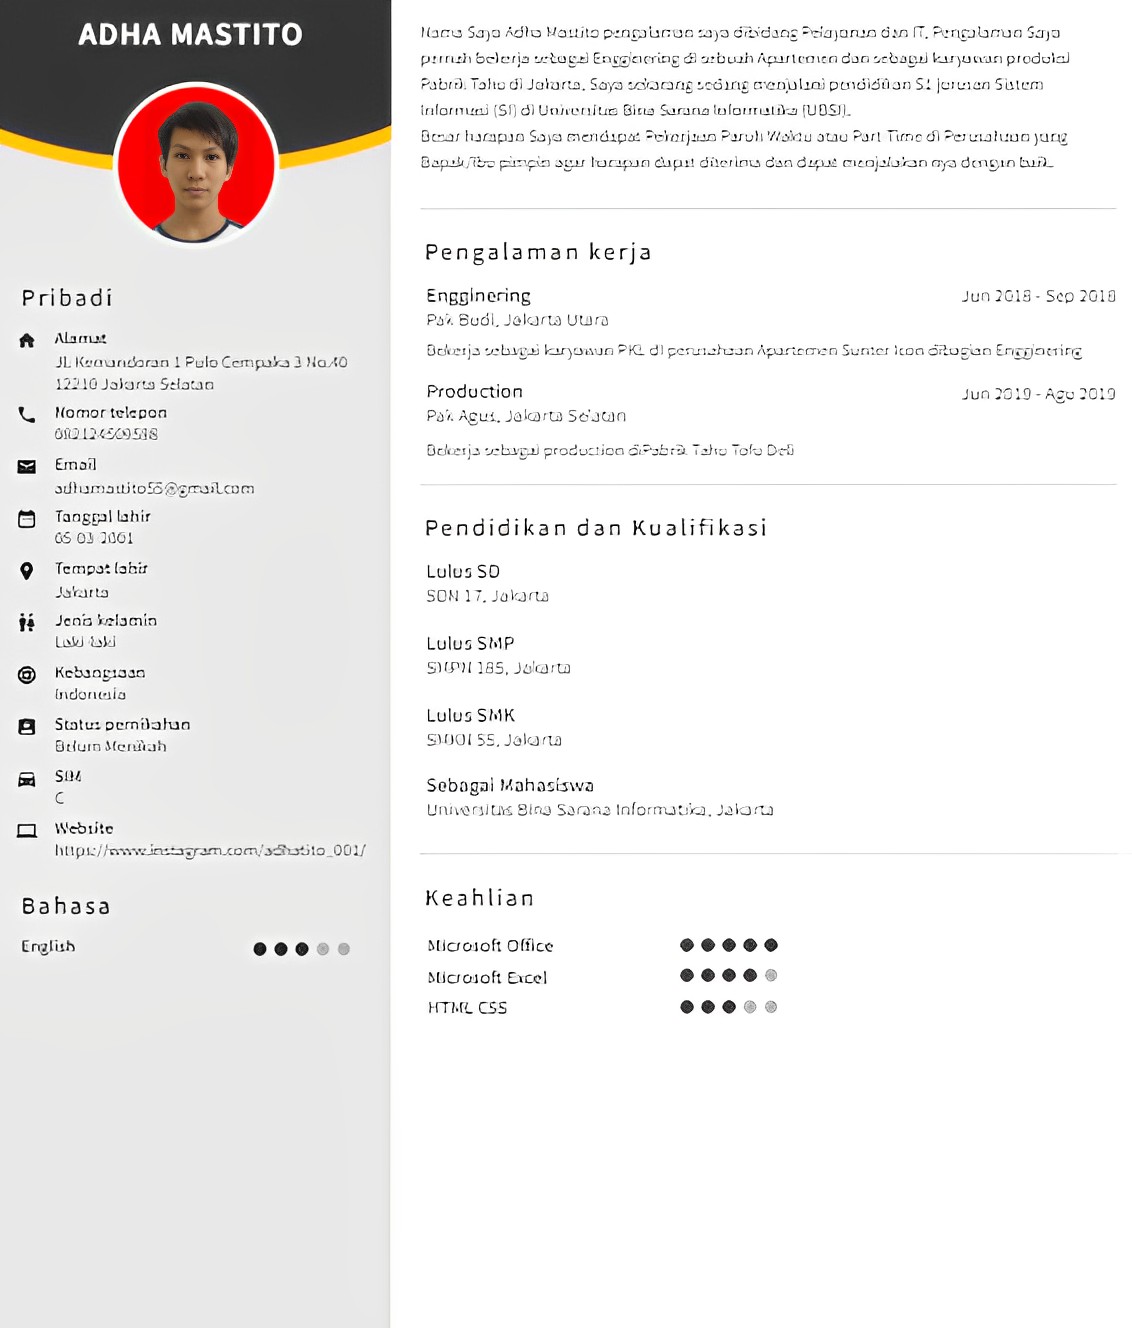 ADHA MASTITO
Pribadi
Alamat
Jl. Kemandoran 1 Pulo Cempaka 3 No.40
12210 Jakarta Selatan
Nomor telepon
Email
adhamastito55@gmail.com
Tanggal lahir
05-03-2001
Tempat lahir
Jakarta
Jenis kelamin
Laki-laki
Kebangsaan
Indonesia
Status pernikahan
Belum Menikah
SIM
C
Website
https://www.instagram.com/adhatito_001/
Bahasa
English
Nama Saya Adha Mastito pengalaman saya dibidang Pelayanan dan IT. Pengalaman Saya
pernah bekerja sebagai Engginering di sebuah Apartemen dan sebagai karyawan produksi
Pabrik Tahu di Jakarta. Saya sekarang sedang menjalani pendidikan S1 jurusan Sistem
Informasi (SI) di Universitas Bina Sarana Informatika (UBSI).
Besar harapan Saya mendapat Pekerjaan Paruh Waktu atau Part Time di Perusahaan yang
Bapak/Ibu pimpin agar harapan dapat diterima dan dapat menjalakan nya dengan baik.
Pengalaman kerja
Engginering
Jun 2018 - Sep 2018
Pak Budi, Jakarta Utara
Bekerja sebagai karyawan PKL di perusahaan Apartemen Sunter Icon dibagian Engginering
Production
Jun 2019 - Agu 2019
Pak Agus, Jakarta Selatan
Bekerja sebagai production diPabrik Tahu Tofu Deli
Pendidikan dan Kualifikasi
Lulus SD
SDN 17, Jakarta
Lulus SMP
SMPN 185, Jakarta
Lulus SMK
55, Jakarta
Sebagai Mahasiswa
Universitas Bina Sarana Informatika, Jakarta
Keahlian
Microsoft Office
Microsoft Excel
HTML CSS